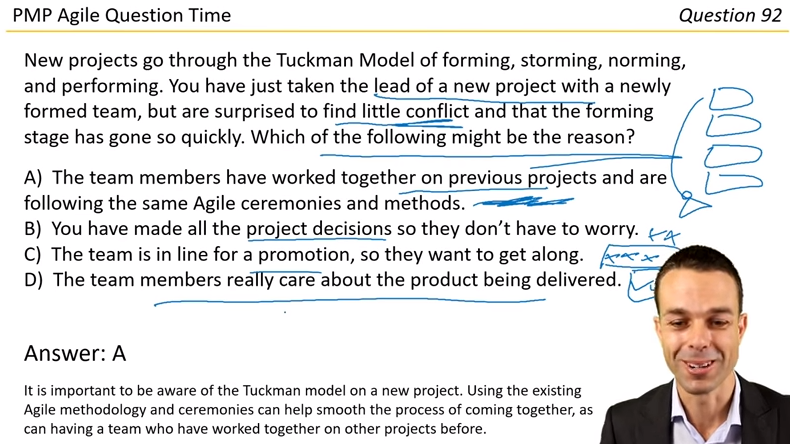 PMP Agile Question Time
Question 92
New projects go through the Tuckman Model of forming, storming, norming,
and performing. You have just taken the lead of a new project with a newly
formed team, but are surprised to find little conflict and that the forming
stage has gone so quickly. Which of the following might be the reason?
A) The team members have worked together on previous projects and are
following the same Agile ceremonies and methods.
B) You have made all the project decisions so they don't have to worry.
C) The team is in line for a promotion, so they want to get along.
D) The team members really care about the product being delivered.
Answer: A
It is important to be aware of the Tuckman model on a new project. Using the existing
Agile methodology and ceremonies can help smooth the process of coming together, as
can having a team who have worked together on other projects before.